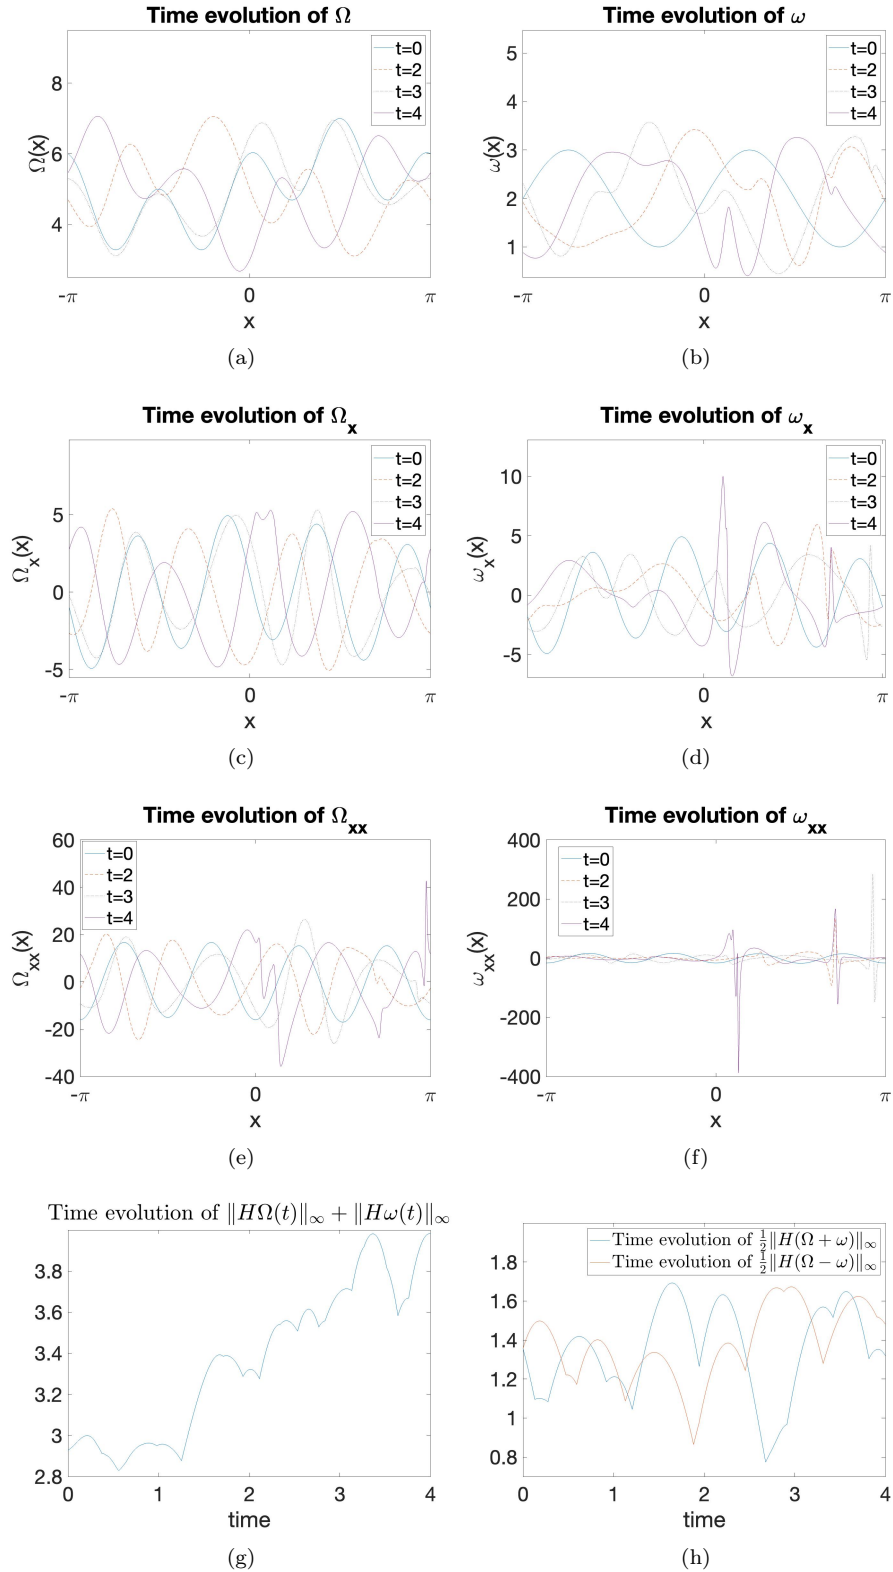 Time evolution of Ω
Ω(x)
8
6
4
-π 0 π
x
t=0
t=2
t=3
t=4
(a)
Time evolution of ω
ω(x)
5
4
3
2
1
-π 0 π
x
t=0
t=2
t=3
t=4
(b)
Time evolution of Ωₓ
Ωₓ(x)
5
0
-5
-π 0 π
x
t=0
t=2
t=3
t=4
(c)
Time evolution of ωₓ
ωₓ(x)
10
5
0
-5
-π 0 π
x
t=0
t=2
t=3
t=4
(d)
Time evolution of Ωₓₓ
Ωₓₓ(x)
60
40
20
0
-20
-40
-π 0 π
x
t=0
t=2
t=3
t=4
(e)
Time evolution of ωₓₓ
ωₓₓ(x)
400
200
0
-200
-400
-π 0 π
x
t=0
t=2
t=3
t=4
(f)
Time evolution of ‖HΩ(t)‖∞ + ‖Hω(t)‖∞
3.8
3.6
3.4
3.2
3
2.8
0 1 2 3 4
time
(g)
Time evolution of ½‖H(Ω + ω)‖∞
Time evolution of ½‖H(Ω − ω)‖∞
1.8
1.6
1.4
1.2
1
0.8
0 1 2 3 4
time
(h)